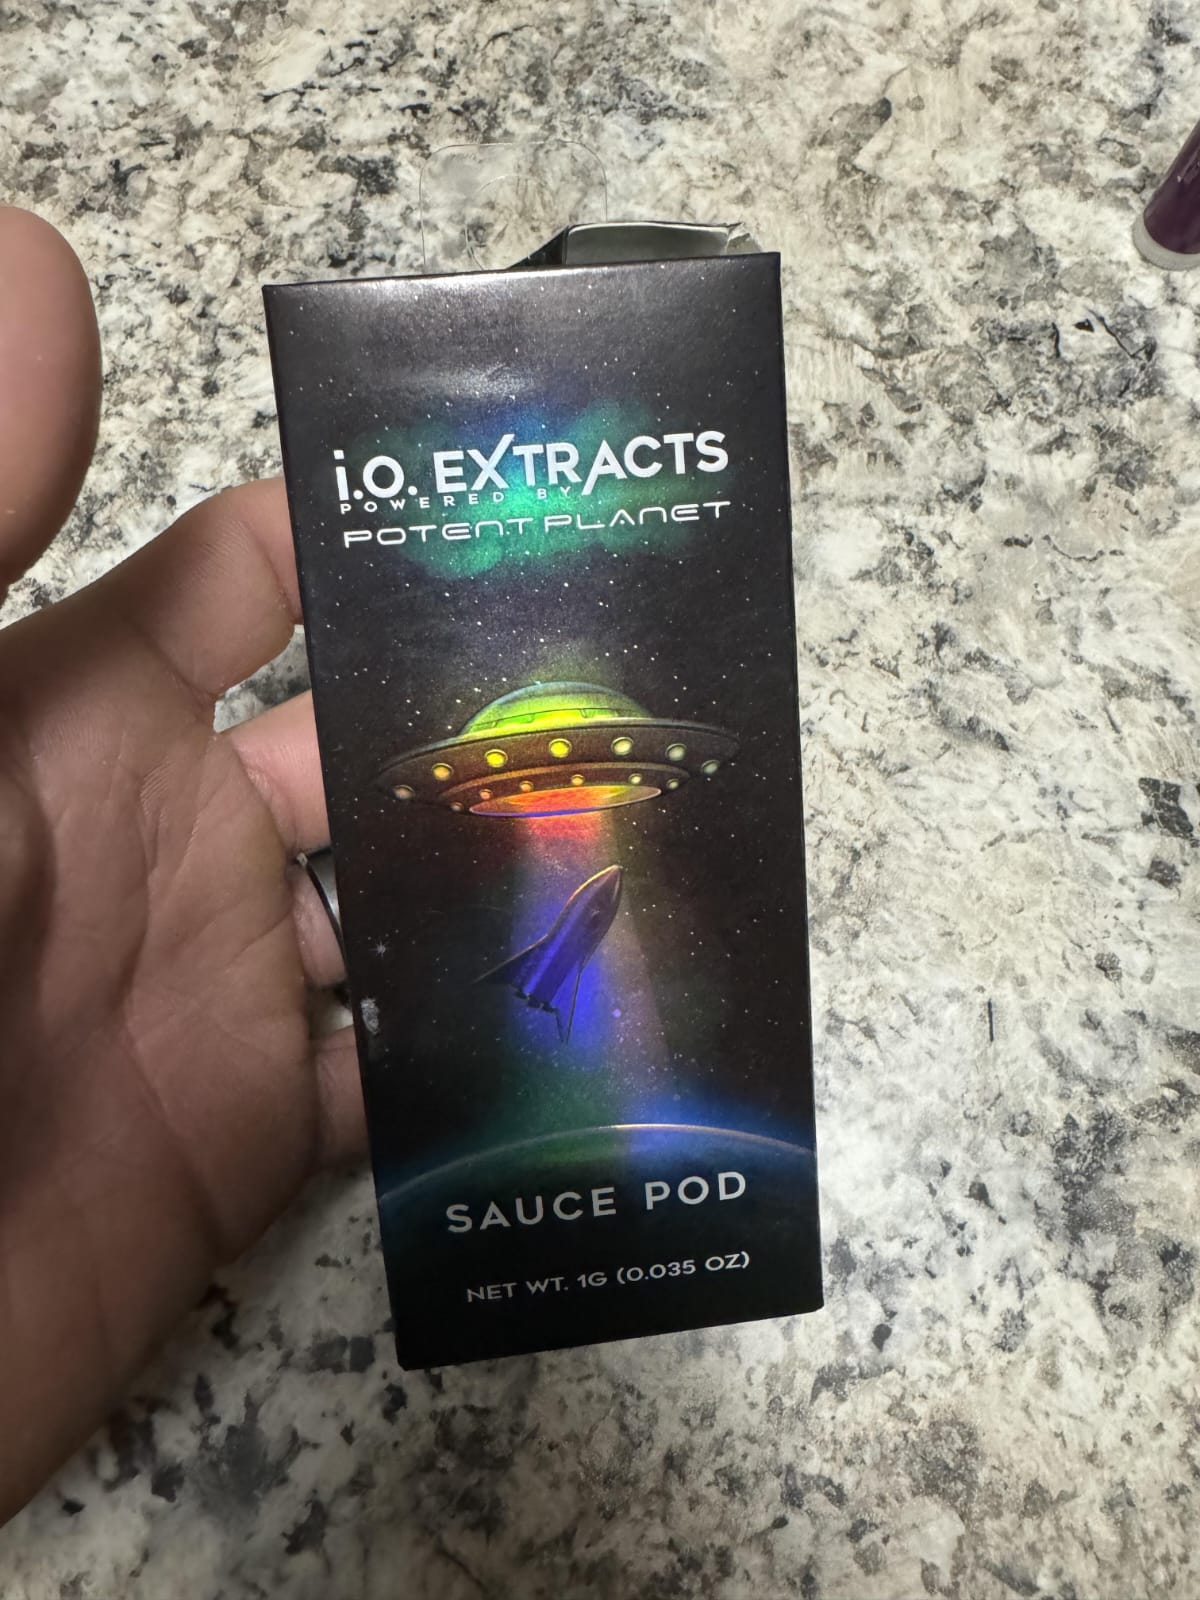 i.O. EXTRACTS
POWERED BY
POTENT PLANET
SAUCE POD
NET WT. 1G (0.035 OZ)